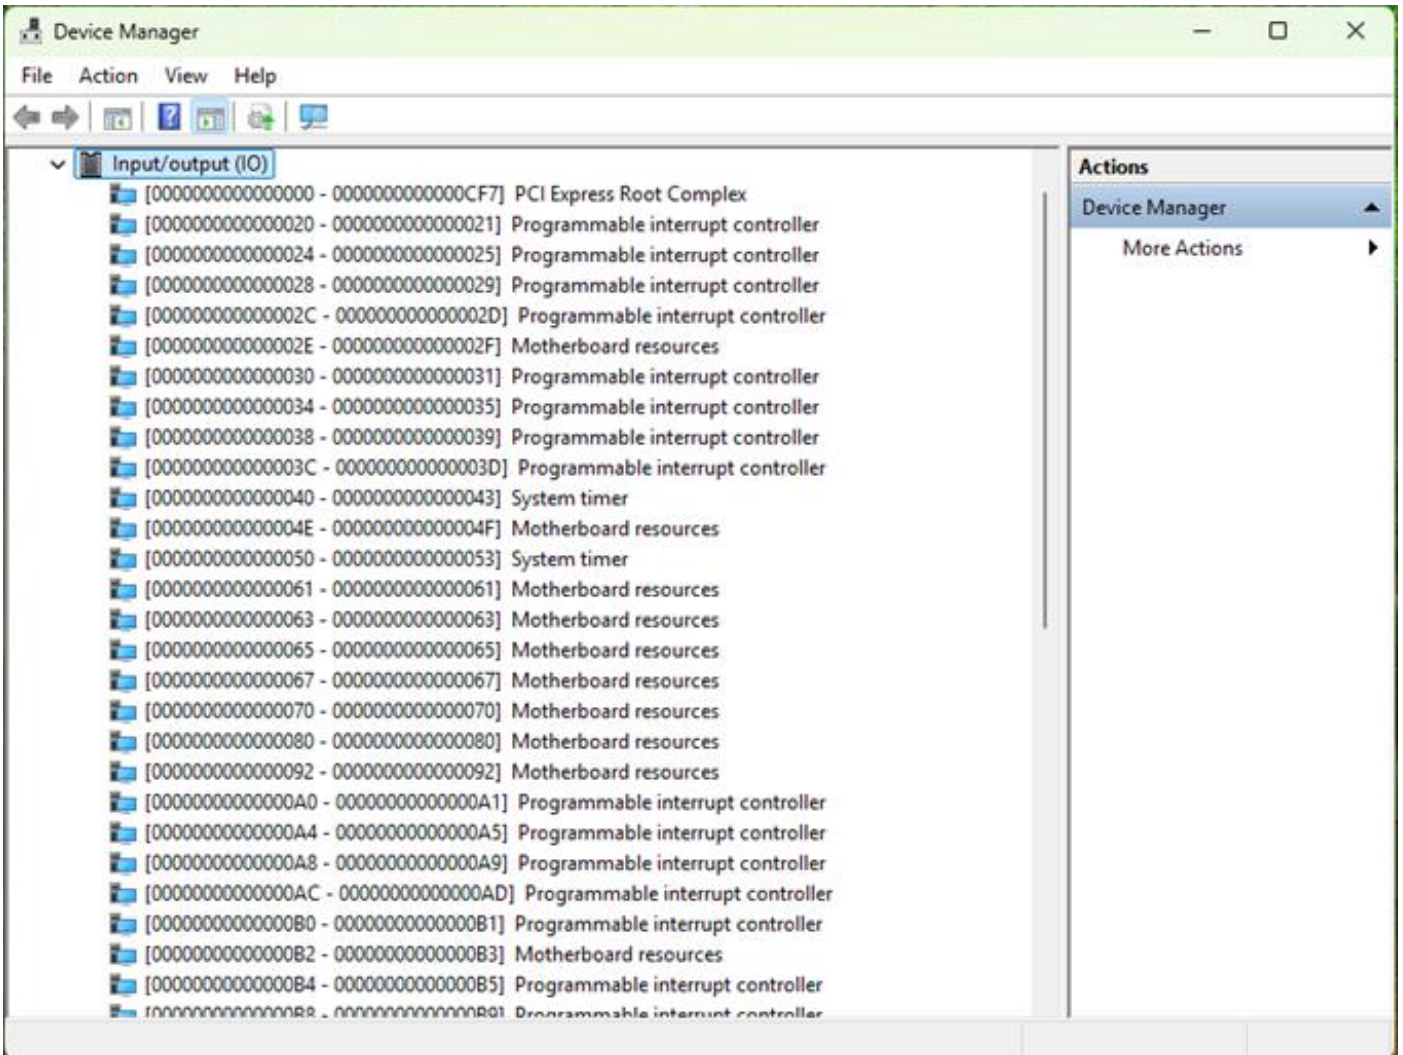 Device Manager
File Action View Help
Input/output (IO)
[0000000000000000 - 0000000000000CF7] PCI Express Root Complex
[0000000000000020 - 0000000000000021] Programmable interrupt controller
[0000000000000024 - 0000000000000025] Programmable interrupt controller
[0000000000000028 - 0000000000000029] Programmable interrupt controller
[000000000000002C - 000000000000002D] Programmable interrupt controller
[000000000000002E - 000000000000002F] Motherboard resources
[0000000000000030 - 0000000000000031] Programmable interrupt controller
[0000000000000034 - 0000000000000035] Programmable interrupt controller
[0000000000000038 - 0000000000000039] Programmable interrupt controller
[000000000000003C - 000000000000003D] Programmable interrupt controller
[0000000000000040 - 0000000000000043] System timer
[000000000000004E - 000000000000004F] Motherboard resources
[0000000000000050 - 0000000000000053] System timer
[0000000000000061 - 0000000000000061] Motherboard resources
[0000000000000063 - 0000000000000063] Motherboard resources
[0000000000000065 - 0000000000000065] Motherboard resources
[0000000000000067 - 0000000000000067] Motherboard resources
[0000000000000070 - 0000000000000070] Motherboard resources
[0000000000000080 - 0000000000000080] Motherboard resources
[0000000000000092 - 0000000000000092] Motherboard resources
[00000000000000A0 - 00000000000000A1] Programmable interrupt controller
[00000000000000A4 - 00000000000000A5] Programmable interrupt controller
[00000000000000A8 - 00000000000000A9] Programmable interrupt controller
[00000000000000AC - 00000000000000AD] Programmable interrupt controller
[00000000000000B0 - 00000000000000B1] Programmable interrupt controller
[00000000000000B2 - 00000000000000B3] Motherboard resources
[00000000000000B4 - 00000000000000B5] Programmable interrupt controller
[00000000000000B8 - 00000000000000B9] Programmable interrupt controller
Actions
Device Manager
More Actions